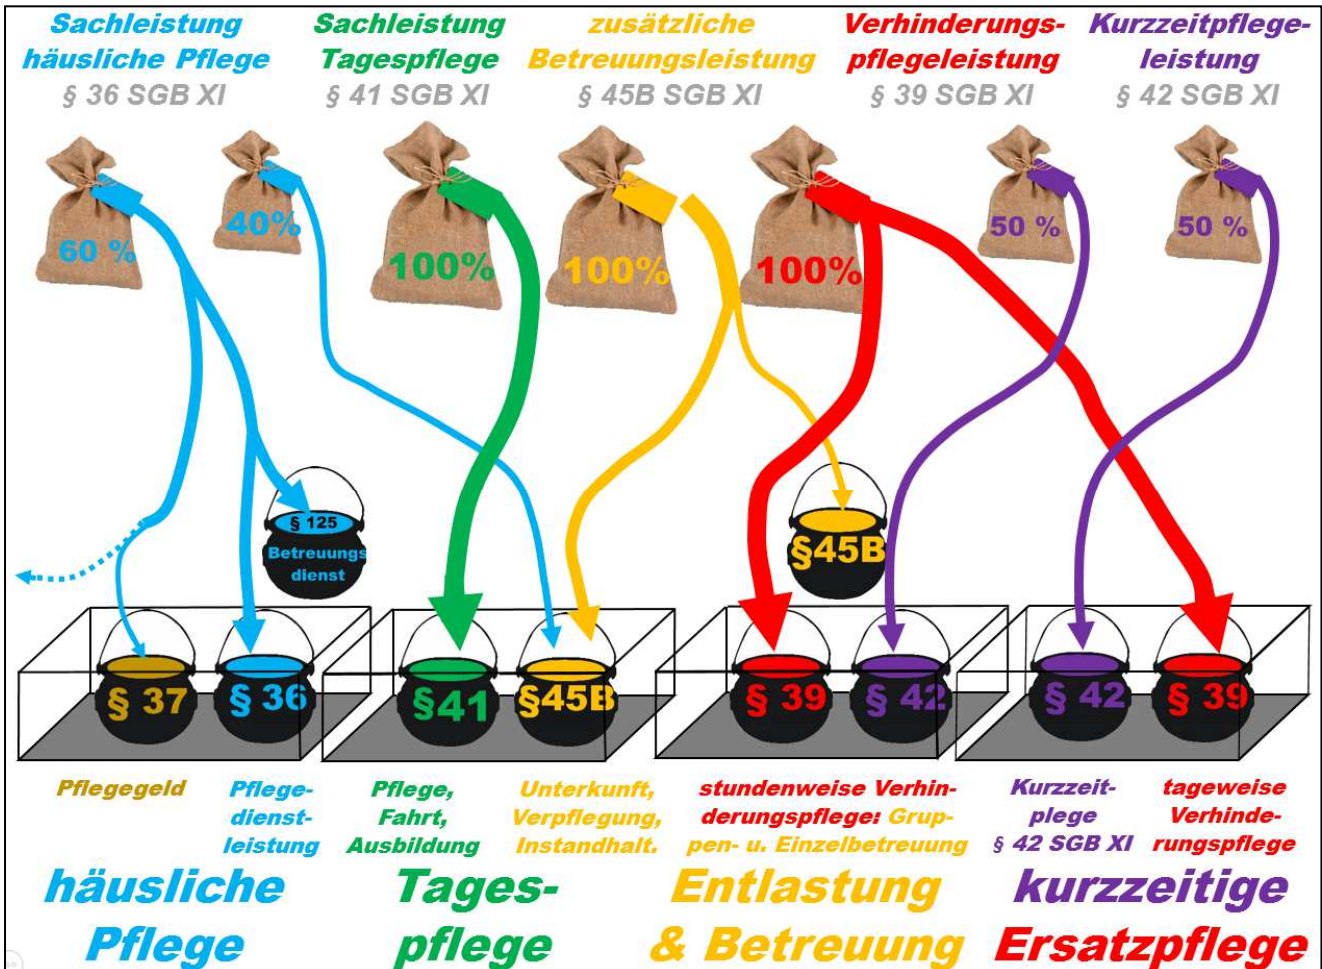 Sachleistung
häusliche Pflege
§ 36 SGB XI
Sachleistung
Tagespflege
§ 41 SGB XI
zusätzliche
Betreuungsleistung
§ 45B SGB XI
Verhinderungs-
pflegeleistung
§ 39 SGB XI
Kurzzeitpflege-
leistung
§ 42 SGB XI
60 %
40%
100%
100%
100%
50 %
50 %
§ 125
Betreuungs
dienst
§45B
§ 37
§ 36
§41
§45B
§ 39
§ 42
§ 42
§ 39
Pflegegeld
Pflege-
dienst-
leistung
Pflege,
Fahrt,
Ausbildung
Unterkunft,
Verpflegung,
Instandhalt.
stundenweise Verhin-
derungspflege: Grup-
pen- u. Einzelbetreuung
Kurzzeit-
plege
§ 42 SGB XI
tageweise
Verhinde-
rungspflege
häusliche
Pflege
Tages-
pflege
Entlastung
& Betreuung
kurzzeitige
Ersatzpflege